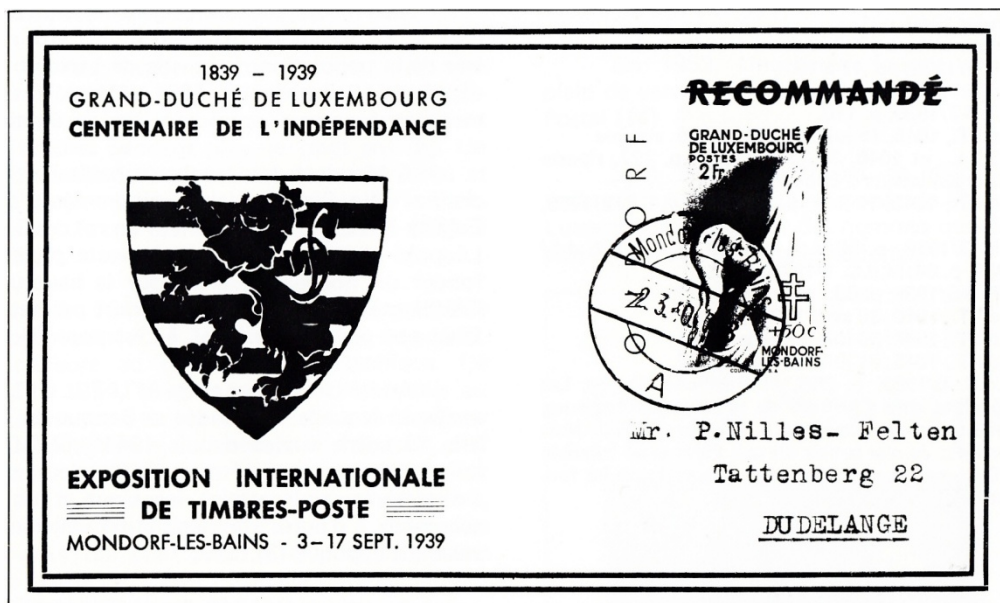 1839 – 1939
GRAND-DUCHÉ DE LUXEMBOURG
CENTENAIRE DE L'INDÉPENDANCE
EXPOSITION INTERNATIONALE
DE TIMBRES-POSTE
MONDORF-LES-BAINS - 3–17 SEPT. 1939
RECOMMANDÉ
GRAND-DUCHÉ
DE LUXEMBOURG
POSTES
2 Fr.
MONDORF
+50c
MONDORF-
LES-BAINS
A
Mr. P.Nilles- Felten
Tattenberg 22
DUDELANGE